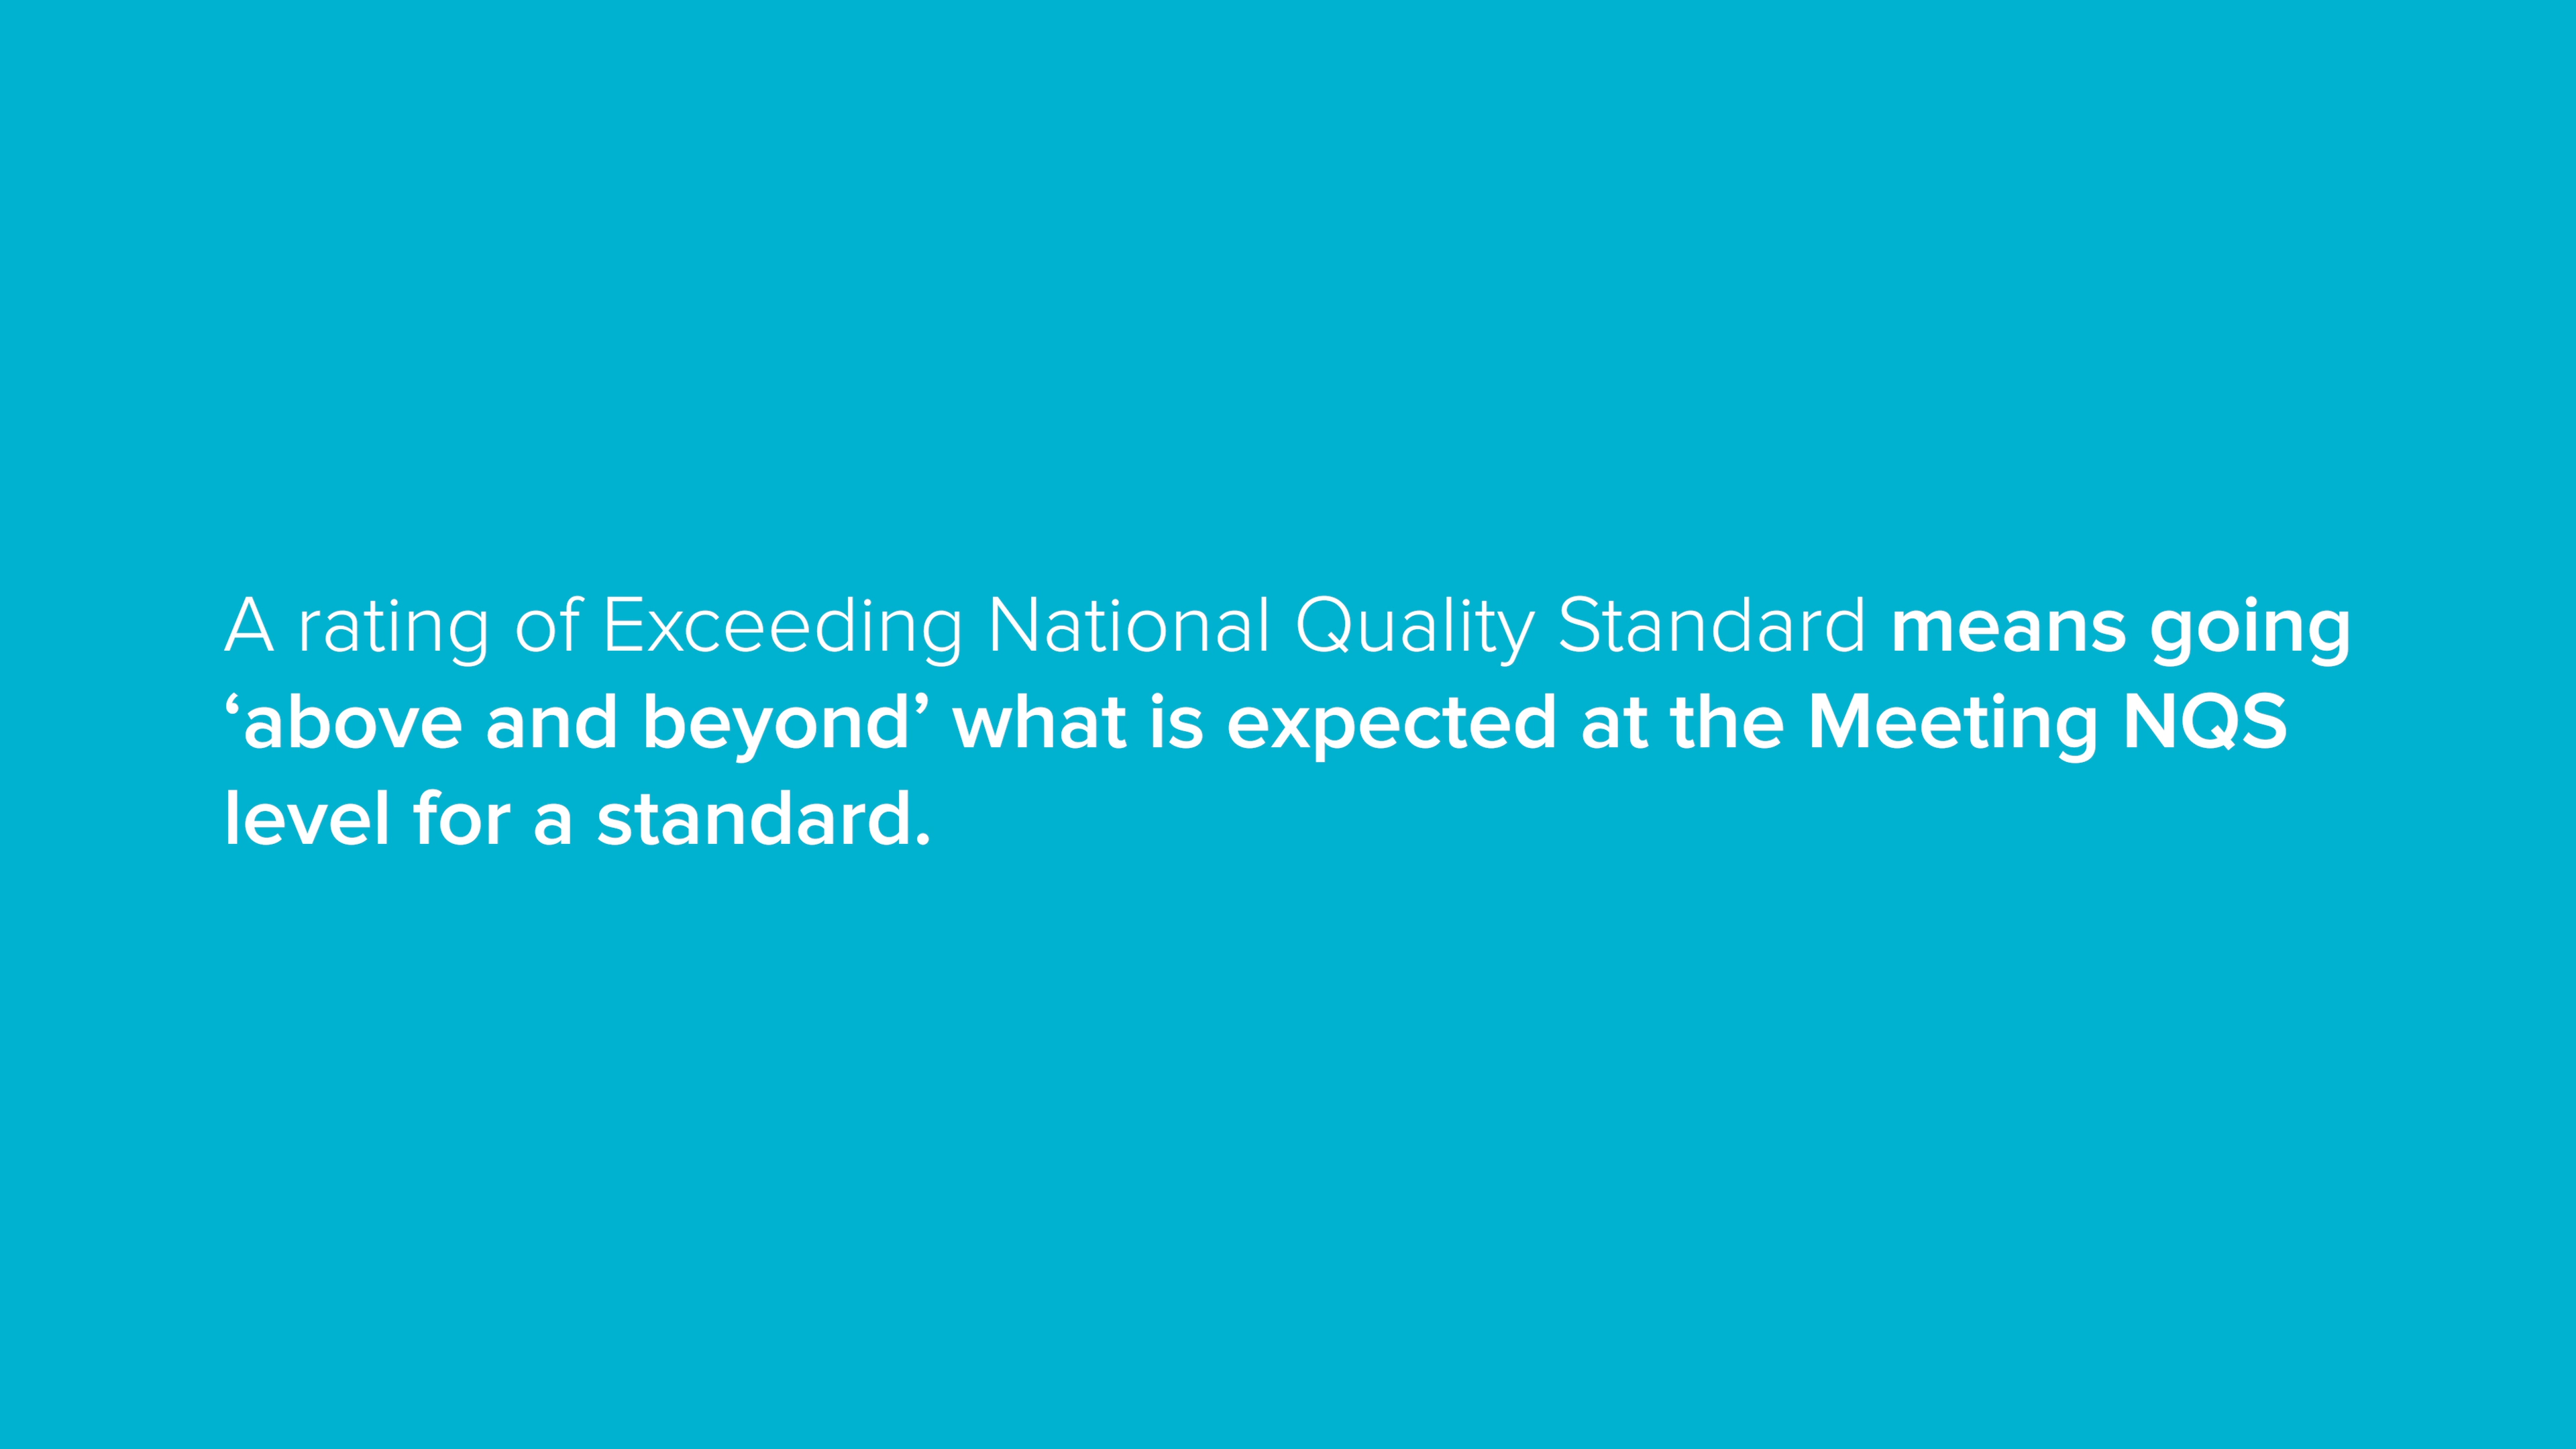 A rating of Exceeding National Quality Standard means going
‘above and beyond’ what is expected at the Meeting NQS
level for a standard.